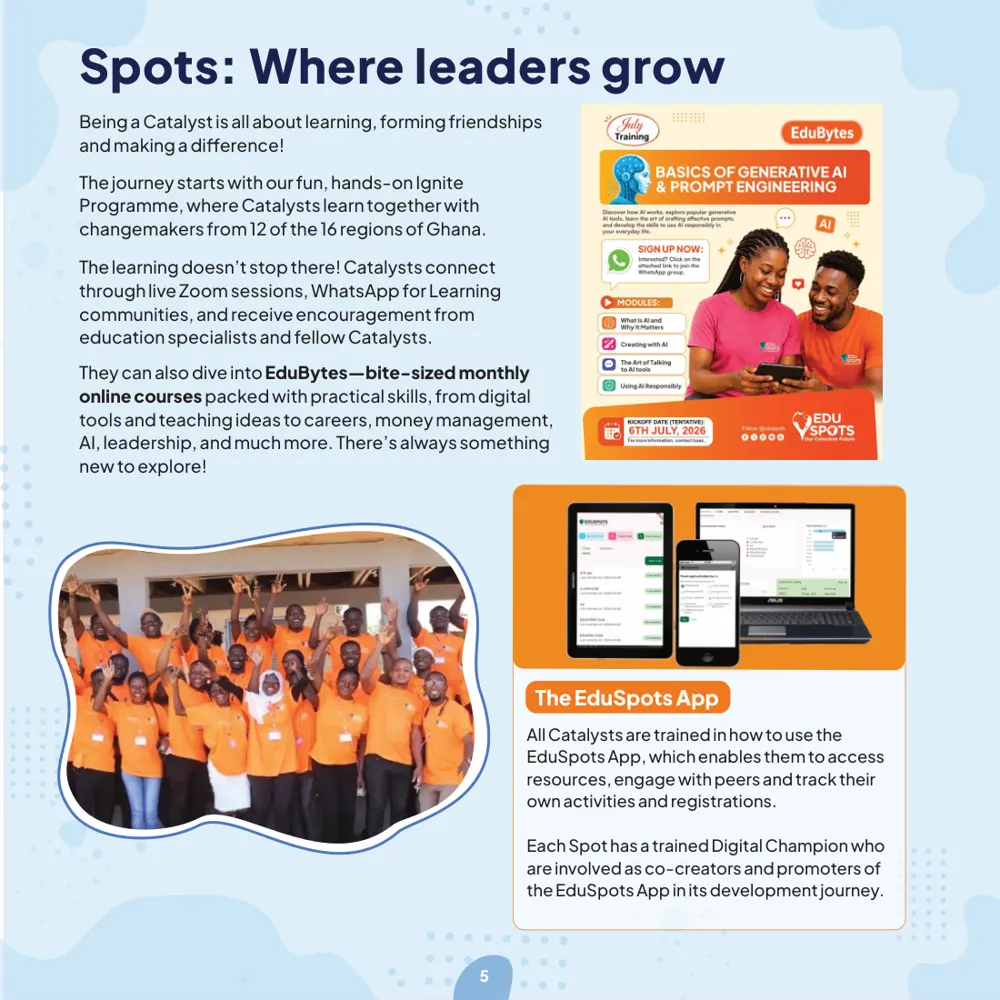 Spots: Where leaders grow
Being a Catalyst is all about learning, forming friendships
and making a difference!
The journey starts with our fun, hands-on Ignite
Programme, where Catalysts learn together with
changemakers from 12 of the 16 regions of Ghana.
The learning doesn't stop there! Catalysts connect
through live Zoom sessions, WhatsApp for Learning
communities, and receive encouragement from
education specialists and fellow Catalysts.
They can also dive into EduBytes—bite-sized monthly
online courses packed with practical skills, from digital
tools and teaching ideas to careers, money management,
AI, leadership, and much more. There's always something
new to explore!
July
Training
EduBytes
BASICS OF GENERATIVE AI
& PROMPT ENGINEERING
Discover how AI works, explore popular generative
AI tools, learn the art of crafting effective prompts,
and develop the skills to use AI responsibly in
your everyday life.
AI
SIGN UP NOW:
Interested? Click on the
attached link to join the
WhatsApp group.
MODULES:
What Is AI and
Why It Matters
Creating with AI
The Art of Talking
to AI tools
Using AI Responsibly
KICKOFF DATE (TENTATIVE):
6TH JULY, 2026
For more information, contact Isaac.
Follow @eduspots
EDU
SPOTS
Our Collective Future
EDUSPOTS
ASUS
The EduSpots App
All Catalysts are trained in how to use the
EduSpots App, which enables them to access
resources, engage with peers and track their
own activities and registrations.
Each Spot has a trained Digital Champion who
are involved as co-creators and promoters of
the EduSpots App in its development journey.
5